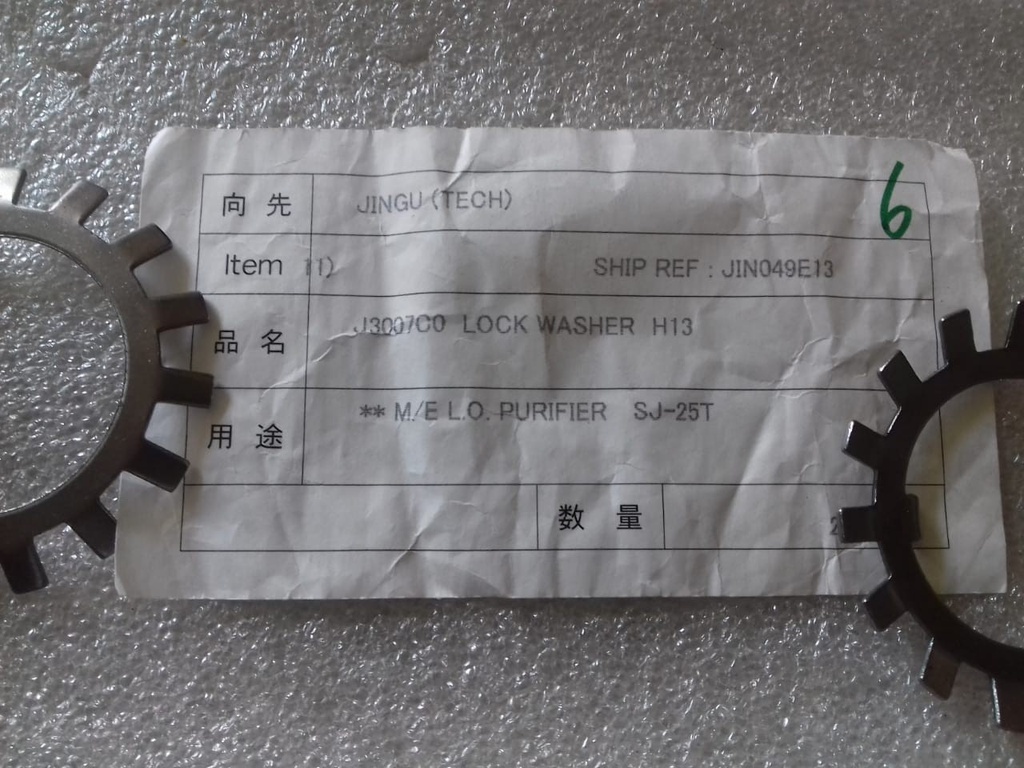 6
向先 JINGU(TECH)
Item 11) SHIP REF : JIN049E13
品名 J3007C0 LOCK WASHER H13
用途 ** M/E L.O. PURIFIER SJ-25T
数量 2